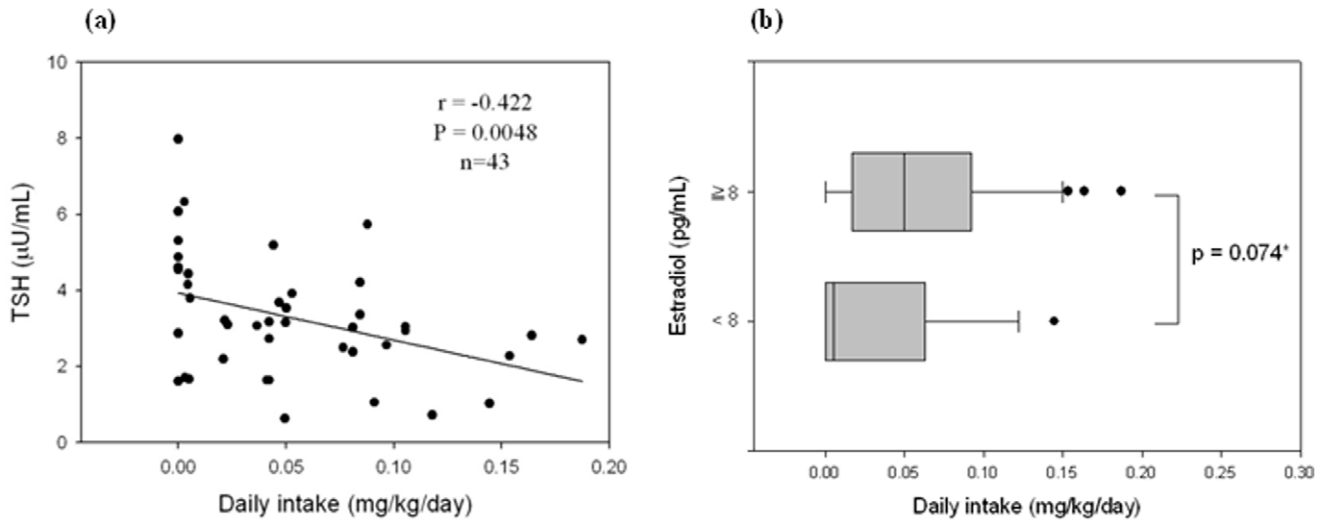 (a)
10
8
6
4
2
0
TSH (μU/mL)
r = -0.422
P = 0.0048
n=43
0.00 0.05 0.10 0.15 0.20
Daily intake (mg/kg/day)
(b)
Estradiol (pg/mL)
≧ 8
< 8
p = 0.074*
0.00 0.05 0.10 0.15 0.20 0.25 0.30
Daily intake (mg/kg/day)